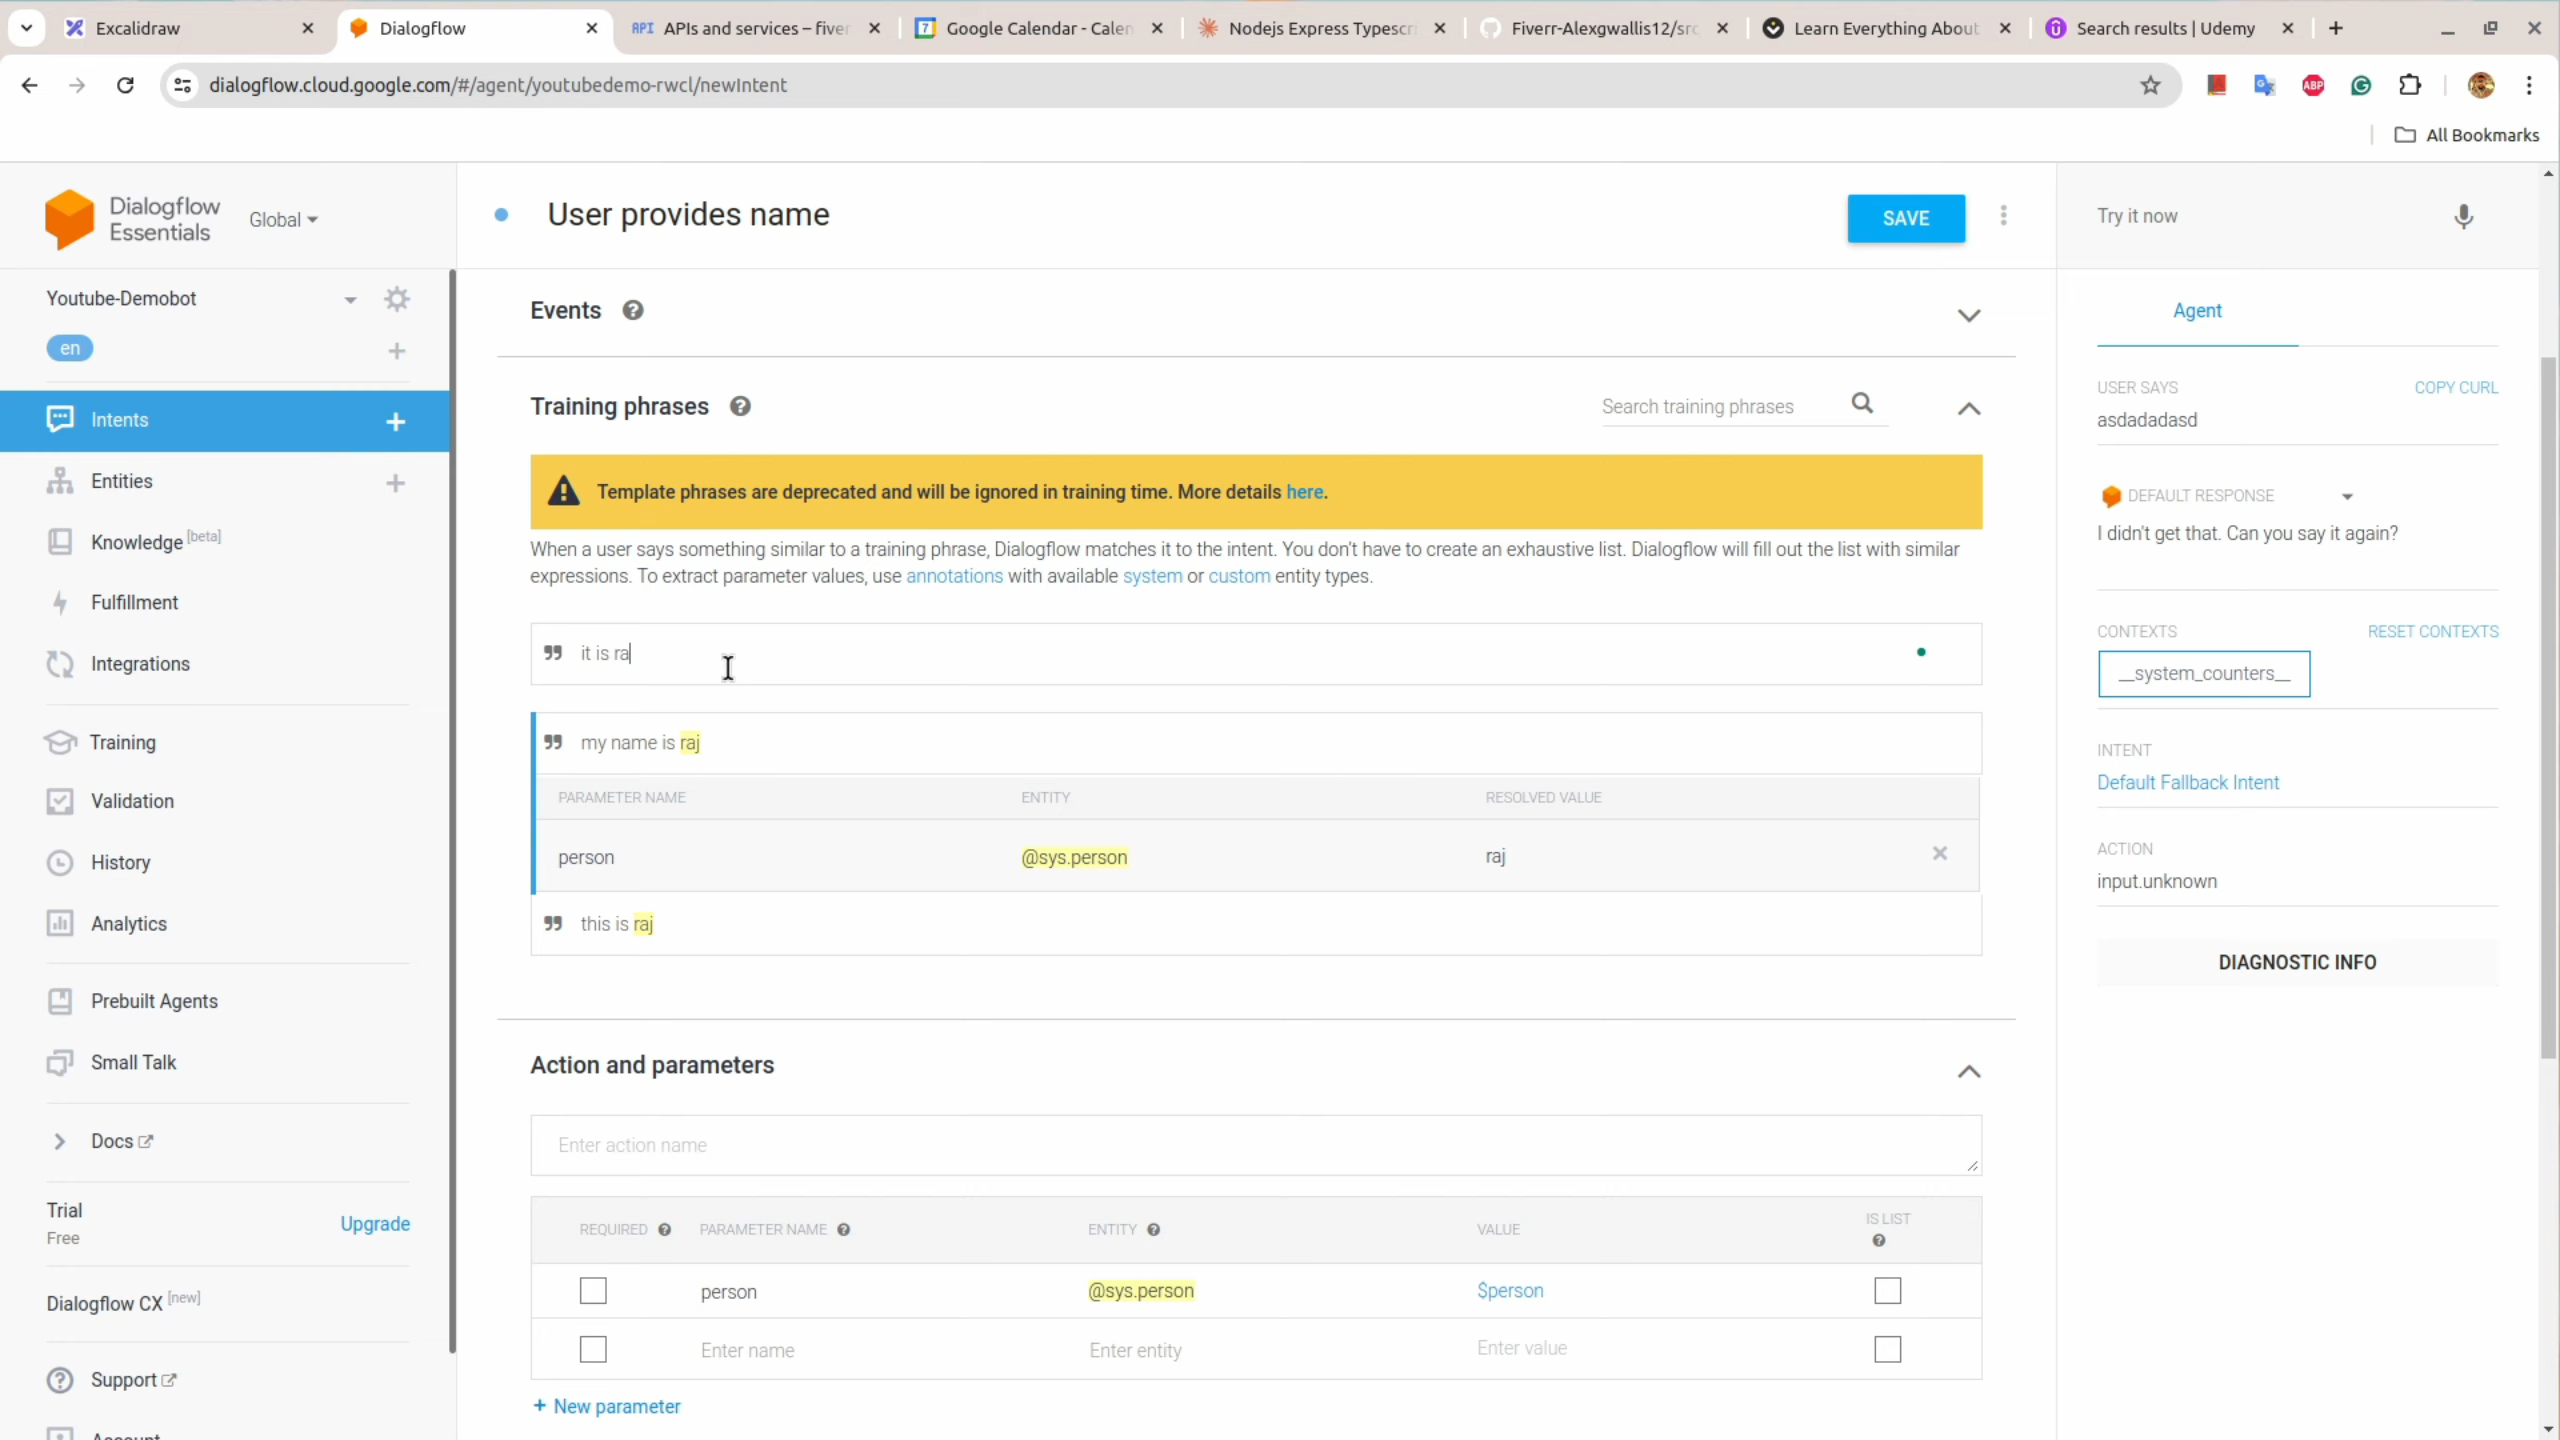 Excalidraw
Dialogflow
API APIs and services – fiver
7 Google Calendar - Calen
Nodejs Express Typescri
Fiverr-Alexgwallis12/src
Learn Everything About
Search results | Udemy
dialogflow.cloud.google.com/#/agent/youtubedemo-rwcl/newIntent
ABP
All Bookmarks
Dialogflow
Essentials
Global
Youtube-Demobot
en
Intents
Entities
Knowledge [beta]
Fulfillment
Integrations
Training
Validation
History
Analytics
Prebuilt Agents
Small Talk
Docs
Trial
Free
Upgrade
Dialogflow CX [new]
Support
User provides name
SAVE
Events
Training phrases
Search training phrases
Template phrases are deprecated and will be ignored in training time. More details here.
When a user says something similar to a training phrase, Dialogflow matches it to the intent. You don't have to create an exhaustive list. Dialogflow will fill out the list with similar
expressions. To extract parameter values, use annotations with available system or custom entity types.
it is ra
my name is raj
PARAMETER NAME ENTITY RESOLVED VALUE
person @sys.person raj
this is raj
Action and parameters
Enter action name
REQUIRED PARAMETER NAME ENTITY VALUE IS LIST
person @sys.person $person
Enter name Enter entity Enter value
+ New parameter
Try it now
Agent
USER SAYS COPY CURL
asdadadasd
DEFAULT RESPONSE
I didn't get that. Can you say it again?
CONTEXTS RESET CONTEXTS
__system_counters__
INTENT
Default Fallback Intent
ACTION
input.unknown
DIAGNOSTIC INFO